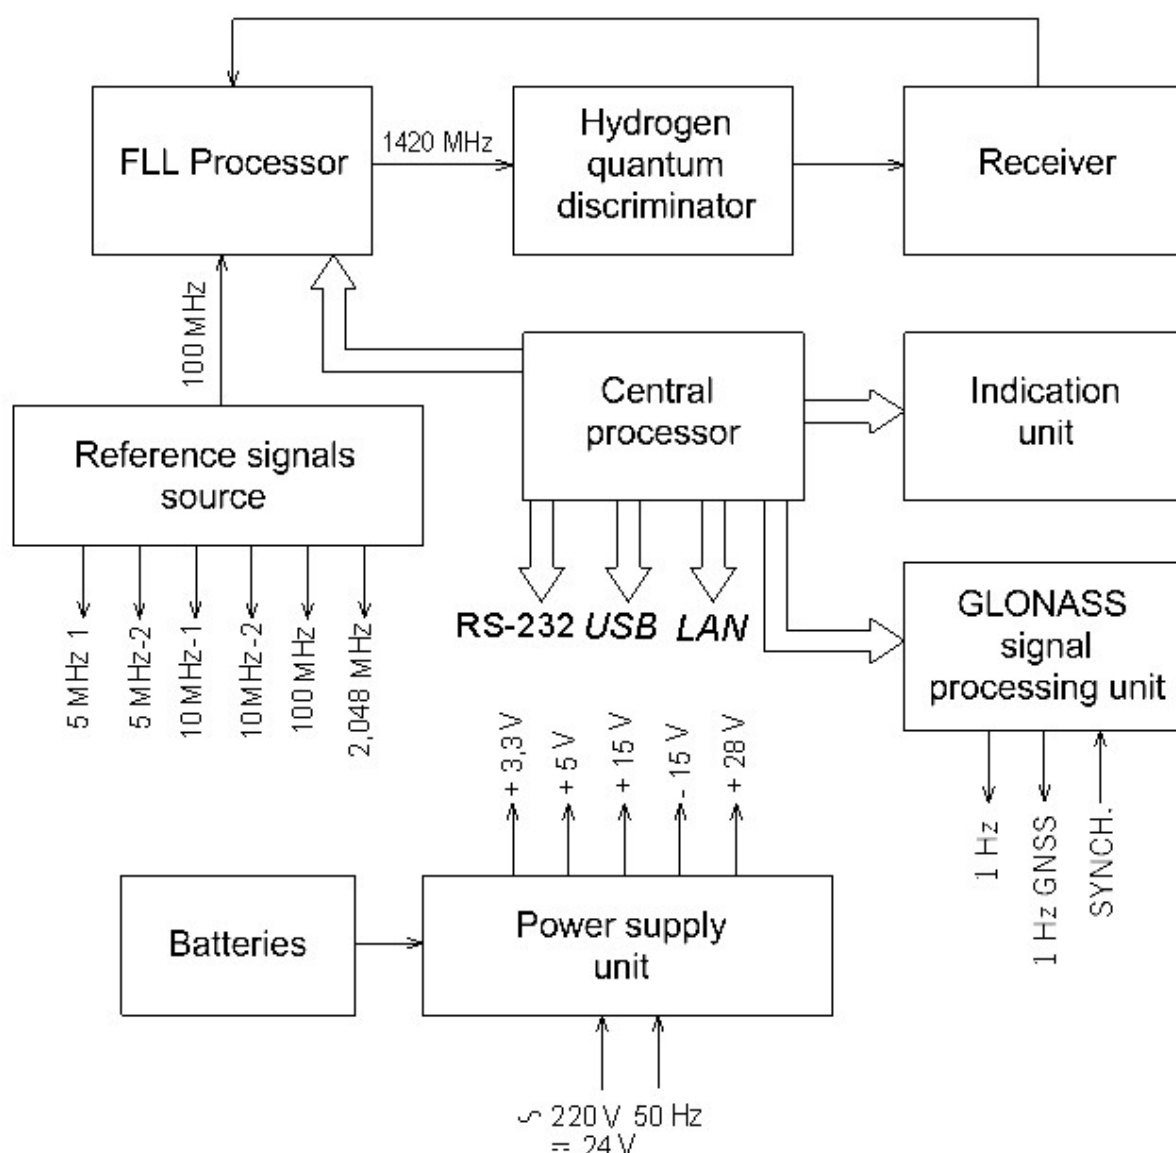 FLL Processor
1420 MHz
Hydrogen
quantum
discriminator
Receiver
100 MHz
Central
processor
Indication
unit
Reference signals
source
5 MHz 1
5 MHz-2
10 MHz-1
10 MHz-2
100 MHz
2,048 MHz
RS-232 USB LAN
GLONASS
signal
processing unit
1 Hz
1 Hz GNSS
SYNCH.
+ 3,3 V
+ 5 V
+ 15 V
- 15 V
+ 28 V
Batteries
Power supply
unit
∽ 220 V 50 Hz
= 24 V